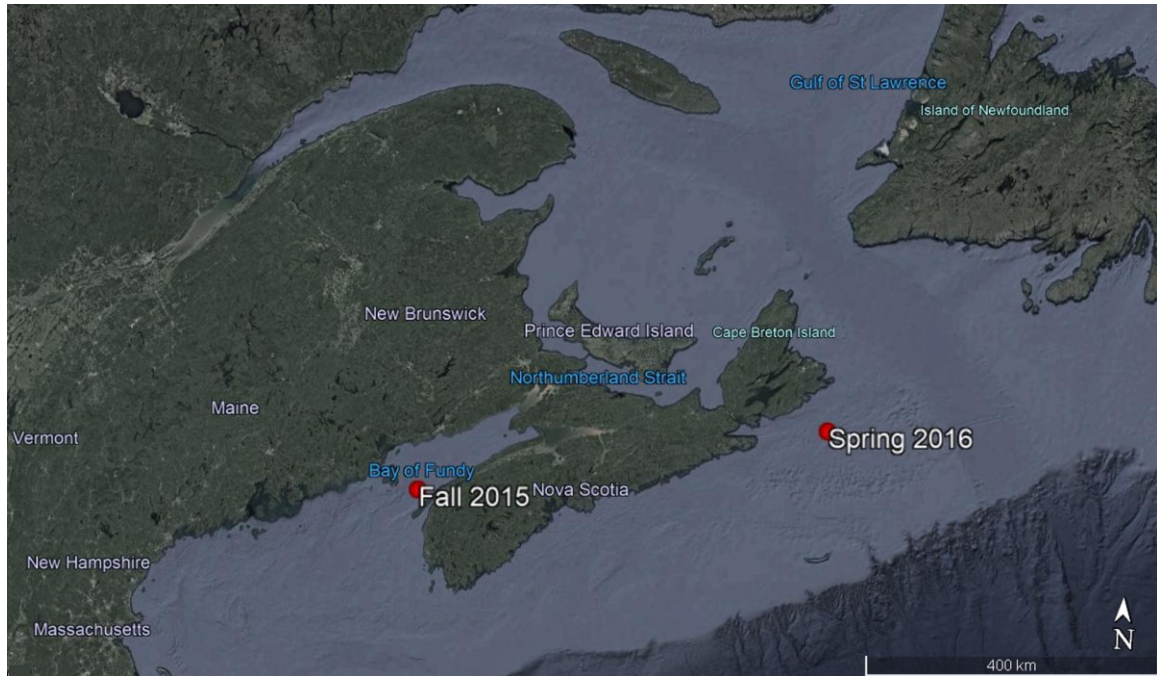 Gulf of St Lawrence
Island of Newfoundland
New Brunswick
Prince Edward Island
Cape Breton Island
Northumberland Strait
Maine
Vermont
Spring 2016
Bay of Fundy
Fall 2015
Nova Scotia
New Hampshire
Massachusetts
N
400 km